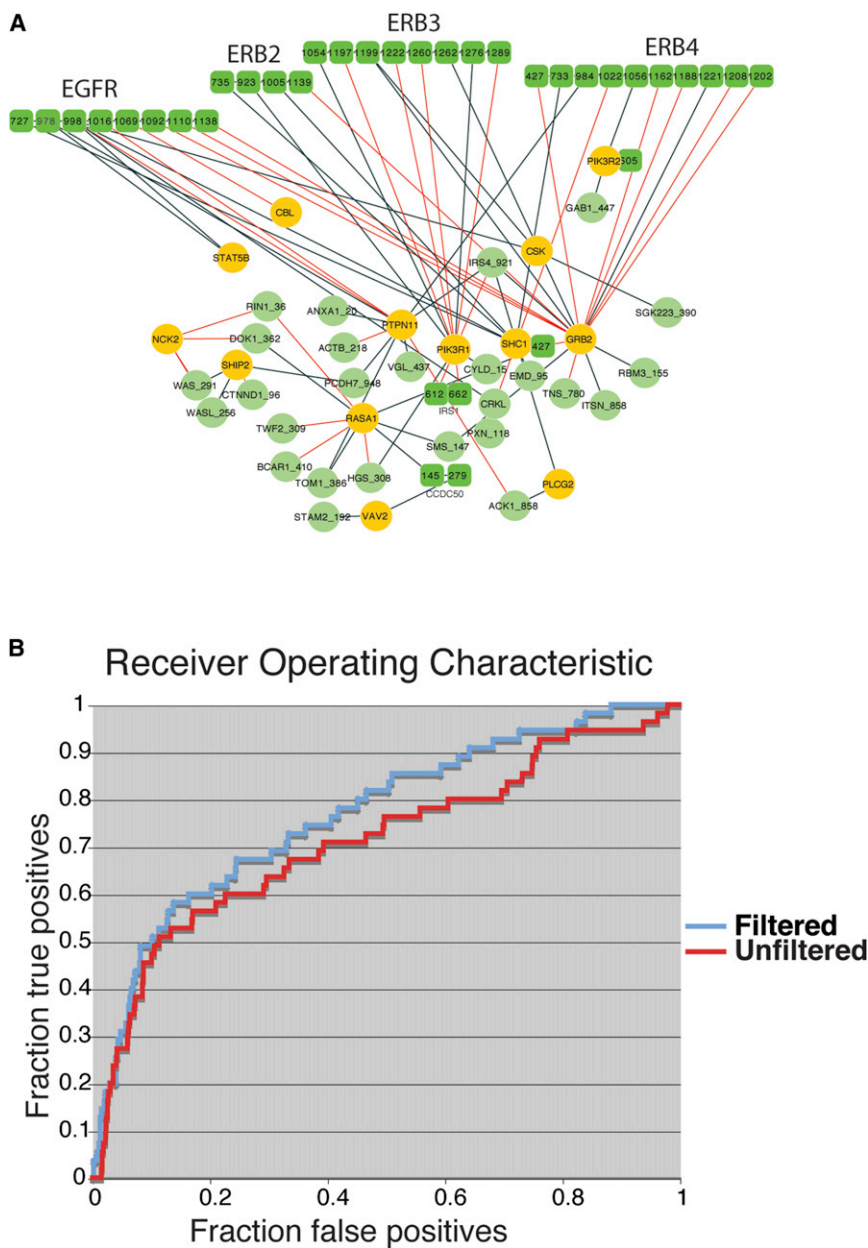 A
ERB3
ERB2
ERB4
EGFR
1054 1197 1199 1222 1260 1262 1276 1289
735 923 1005 1139
427 733 984 1022 1056 1162 1188 1221 1208 1202
727 978 998 1016 1069 1092 1110 1138
PIK3R2 605
GAB1_447
CBL
STAT5B
CSK
IRS4_921
SGK223_390
RIN1_36
ANXA1_20
PTPN11
NCK2
DOK1_362
ACTB_218
PIK3R1
SHC1 427
GRB2
SHIP2
VGL_437
CYLD_15
EMD_95
RBM3_155
WAS_291
CTNND1_96
PCDH7_948
612 662
IRS1
CRKL
TNS_780
ITSN_858
WASL_256
RASA1
TWF2_309
PXN_118
SMS_147
BCAR1_410
TOM1_386
HGS_308
145 279
CCDC50
PLCG2
STAM2_192
VAV2
ACK1_858
B
Receiver Operating Characteristic
1
0.9
0.8
0.7
0.6
0.5
0.4
0.3
0.2
0.1
0
Fraction true positives
Filtered
Unfiltered
0 0.2 0.4 0.6 0.8 1
Fraction false positives